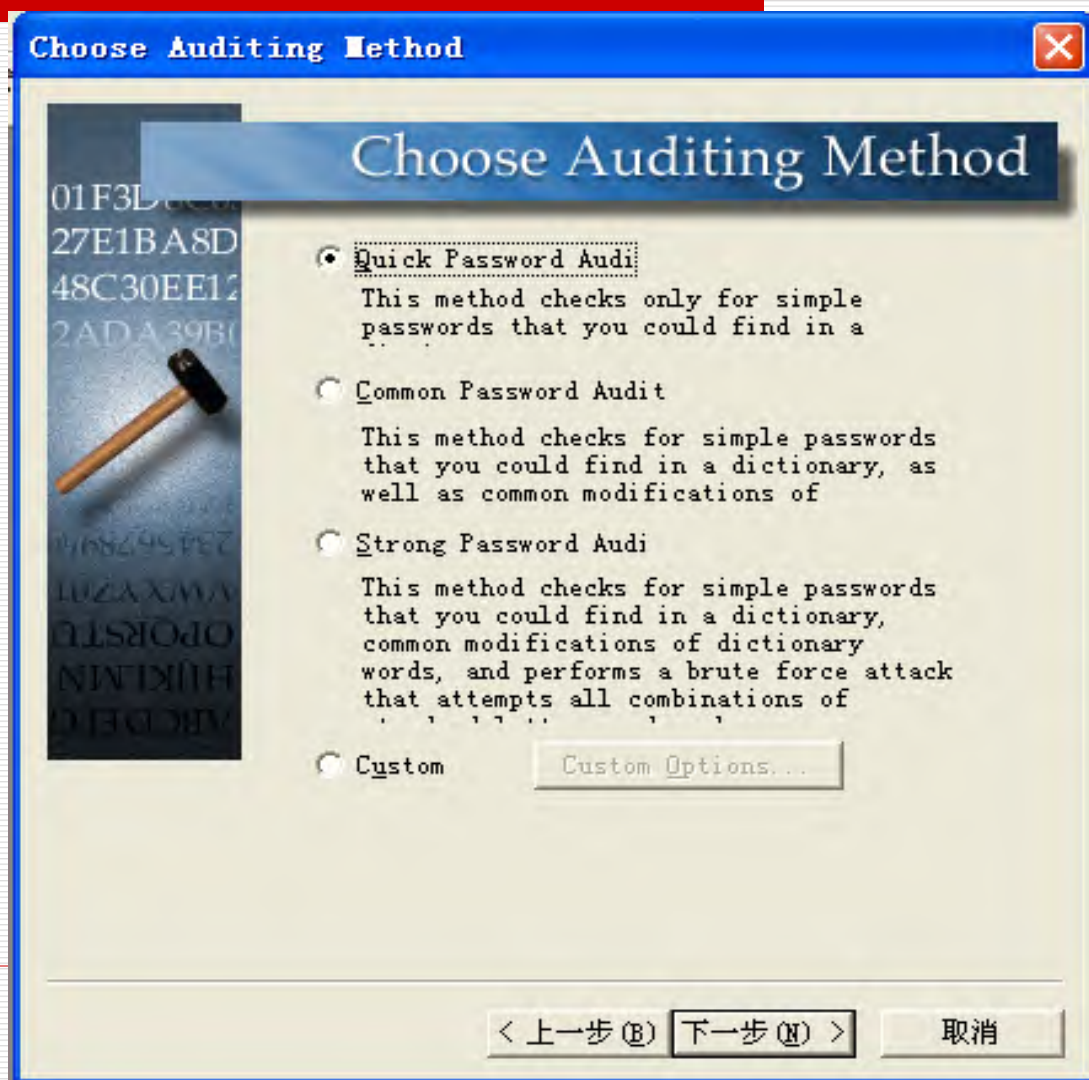 Choose Auditing Method
Choose Auditing Method
01F3D
27E1BA8D
48C30EE12
2ADA39B
Quick Password Audi
This method checks only for simple
passwords that you could find in a
Common Password Audit
This method checks for simple passwords
that you could find in a dictionary, as
well as common modifications of
Strong Password Audi
This method checks for simple passwords
that you could find in a dictionary,
common modifications of dictionary
words, and performs a brute force attack
that attempts all combinations of
Custom
Custom Options...
< 上一步(B) 下一步(N) > 取消